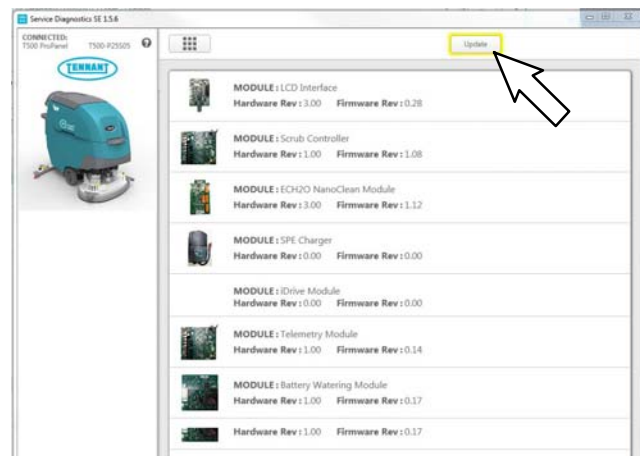 Service Diagnostics SE 1.5.6
CONNECTED:
T500 ProPanel T500-P25505
TENNANT
Update
MODULE: LCD Interface
Hardware Rev: 3.00 Firmware Rev: 0.28
MODULE: Scrub Controller
Hardware Rev: 1.00 Firmware Rev: 1.08
MODULE: ECH2O NanoClean Module
Hardware Rev: 3.00 Firmware Rev: 1.12
MODULE: SPE Charger
Hardware Rev: 0.00 Firmware Rev: 0.00
MODULE: iDrive Module
Hardware Rev: 0.00 Firmware Rev: 0.00
MODULE: Telemetry Module
Hardware Rev: 1.00 Firmware Rev: 0.14
MODULE: Battery Watering Module
Hardware Rev: 1.00 Firmware Rev: 0.17
Hardware Rev: 1.00 Firmware Rev: 0.17